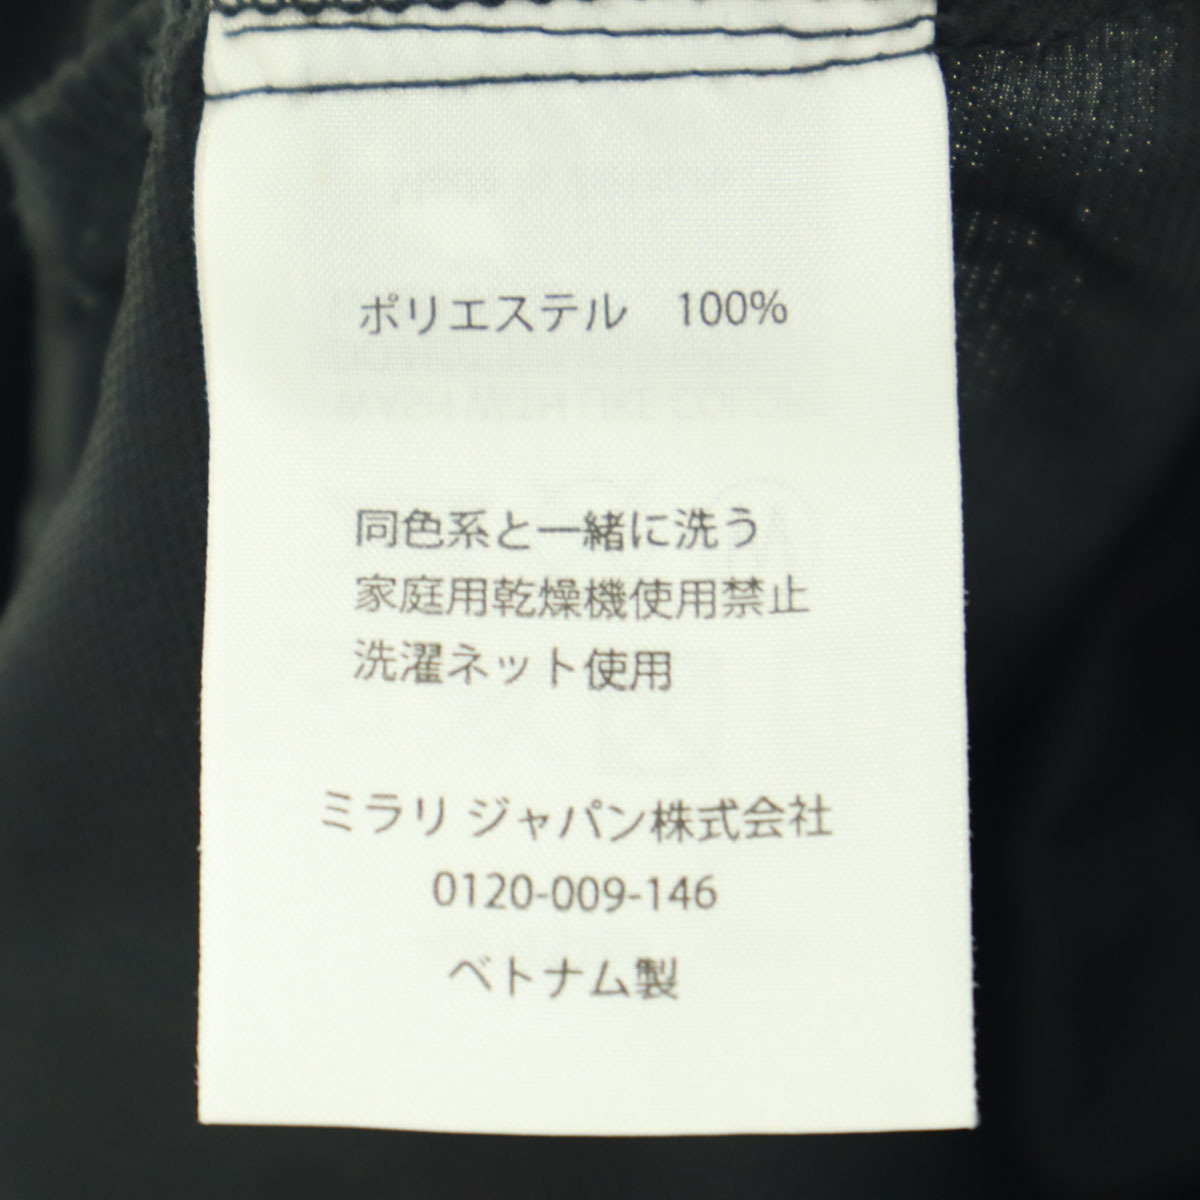 ポリエステル　100%
同色系と一緒に洗う
家庭用乾燥機使用禁止
洗濯ネット使用
ミラリ ジャパン株式会社
0120-009-146
ベトナム製